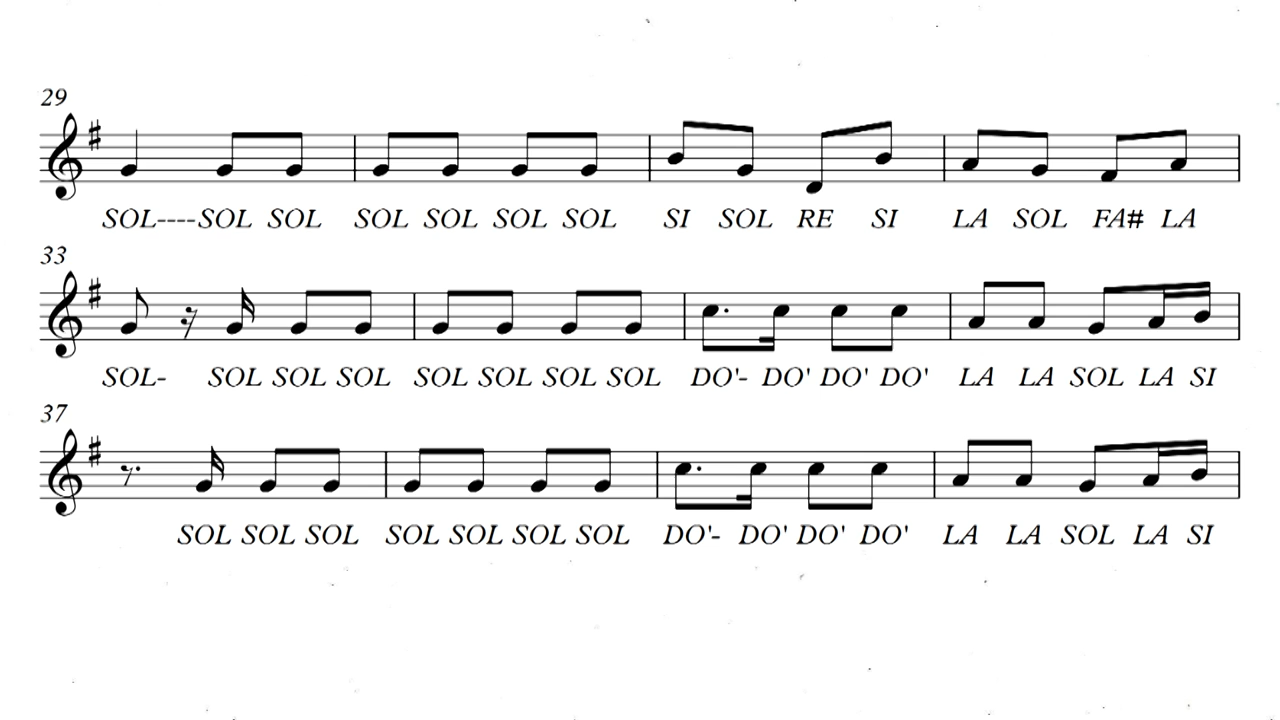 29
SOL----SOL SOL SOL SOL SOL SOL SI SOL RE SI LA SOL FA# LA
33
SOL- SOL SOL SOL SOL SOL SOL SOL DO'- DO' DO' DO' LA LA SOL LA SI
37
SOL SOL SOL SOL SOL SOL SOL DO'- DO' DO' DO' LA LA SOL LA SI